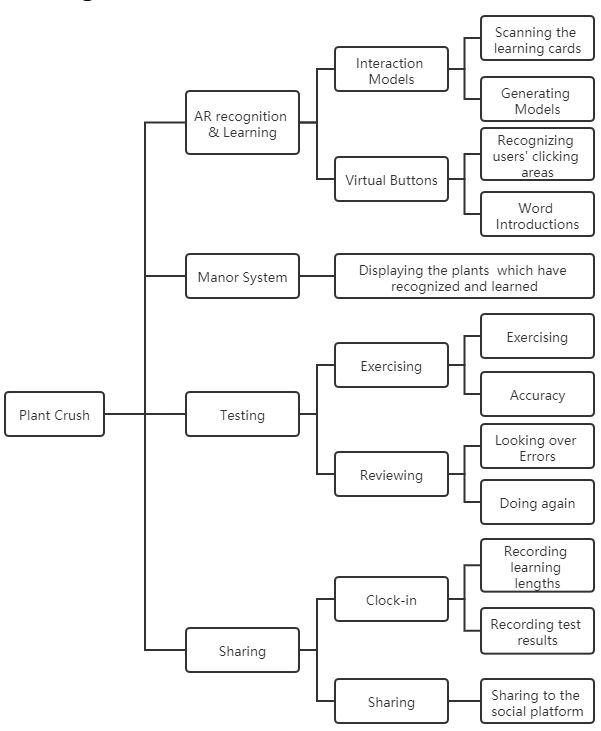 Plant Crush
AR recognition
& Learning
Interaction
Models
Scanning the
learning cards
Generating
Models
Virtual Buttons
Recognizing
users' clicking
areas
Word
Introductions
Manor System
Displaying the plants which have
recognized and learned
Testing
Exercising
Exercising
Accuracy
Reviewing
Looking over
Errors
Doing again
Sharing
Clock-in
Recording
learning
lengths
Recording test
results
Sharing
Sharing to the
social platform